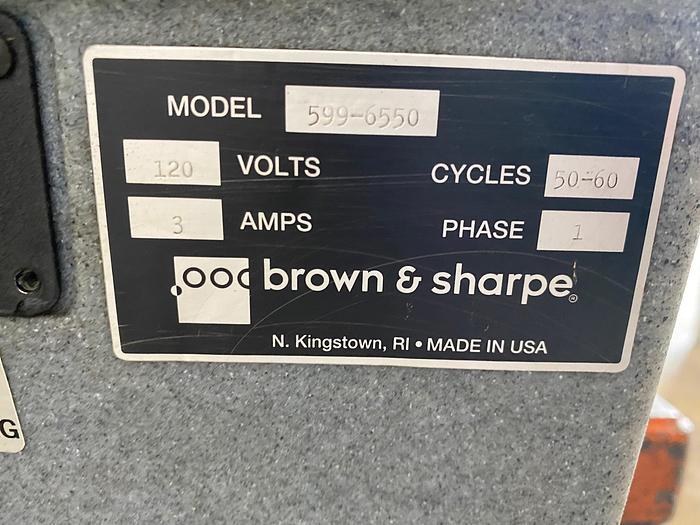 MODEL 599-6550
120 VOLTS CYCLES 50-60
3 AMPS PHASE 1
.000 brown & sharpe®
N. Kingstown, RI • MADE IN USA
G